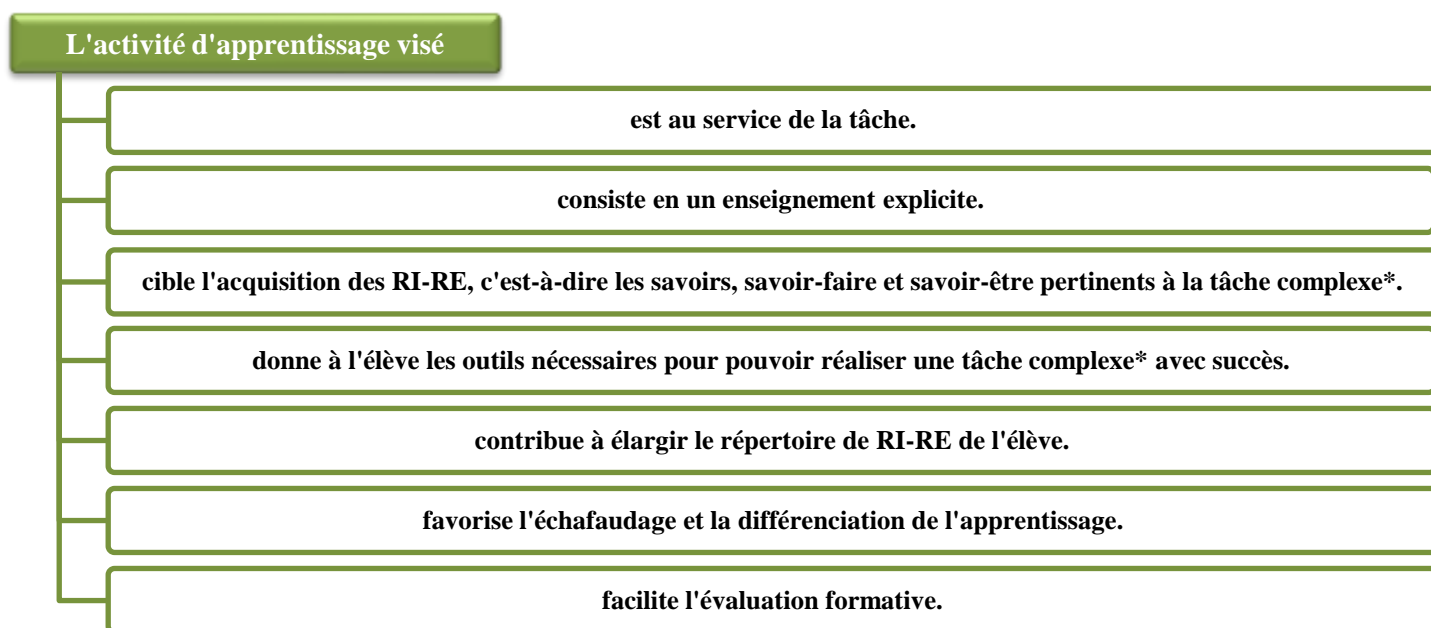 L'activité d'apprentissage visé
est au service de la tâche.
consiste en un enseignement explicite.
cible l'acquisition des RI-RE, c'est-à-dire les savoirs, savoir-faire et savoir-être pertinents à la tâche complexe*.
donne à l'élève les outils nécessaires pour pouvoir réaliser une tâche complexe* avec succès.
contribue à élargir le répertoire de RI-RE de l'élève.
favorise l'échafaudage et la différenciation de l'apprentissage.
facilite l'évaluation formative.